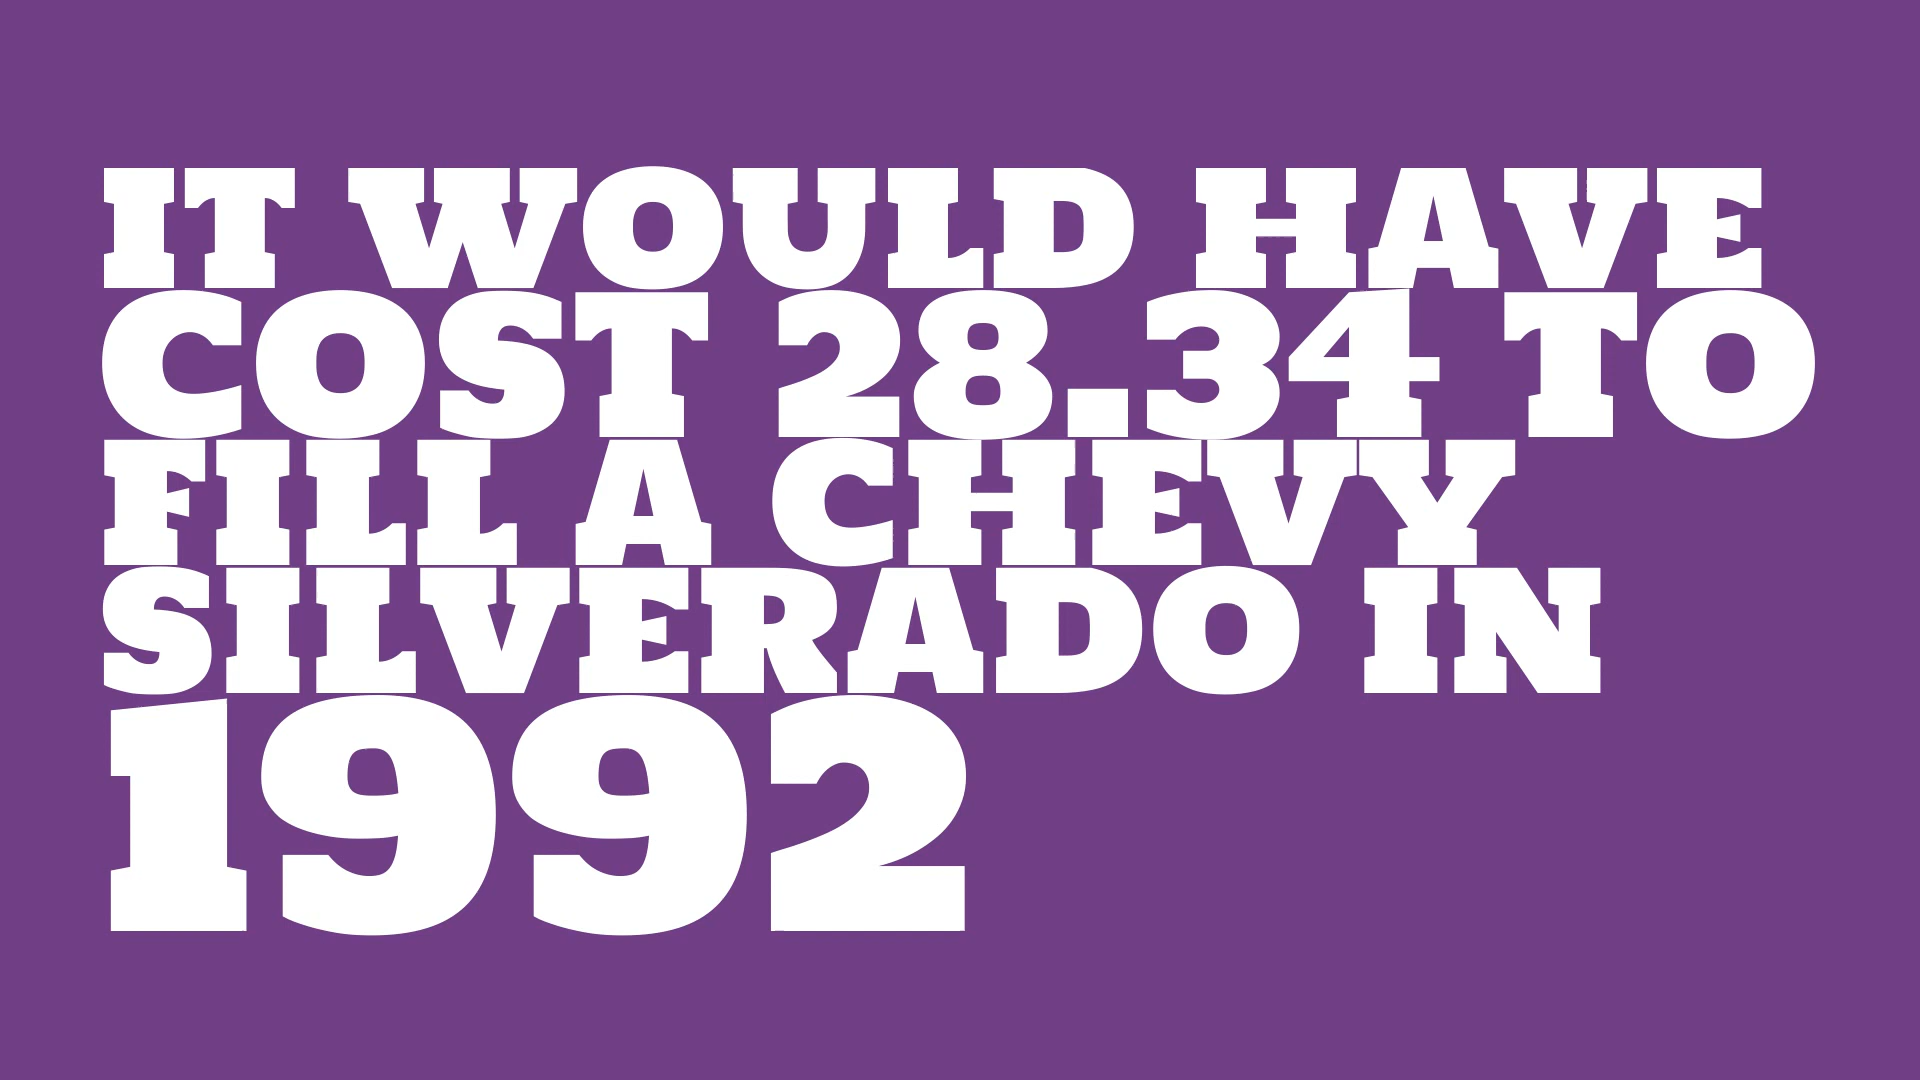 IT WOULD HAVE
COST 28.34 TO
FILL A CHEVY
SILVERADO IN
1992